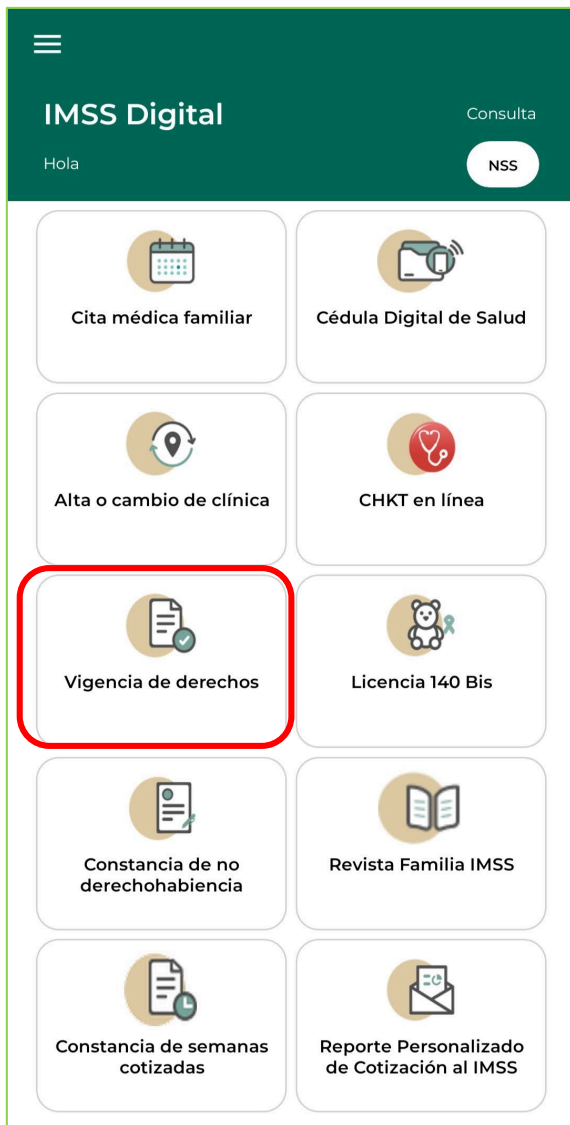 IMSS Digital
Consulta
Hola
NSS
Cita médica familiar
Cédula Digital de Salud
Alta o cambio de clínica
CHKT en línea
Vigencia de derechos
Licencia 140 Bis
Constancia de no
derechohabiencia
Revista Familia IMSS
Constancia de semanas
cotizadas
Reporte Personalizado
de Cotización al IMSS